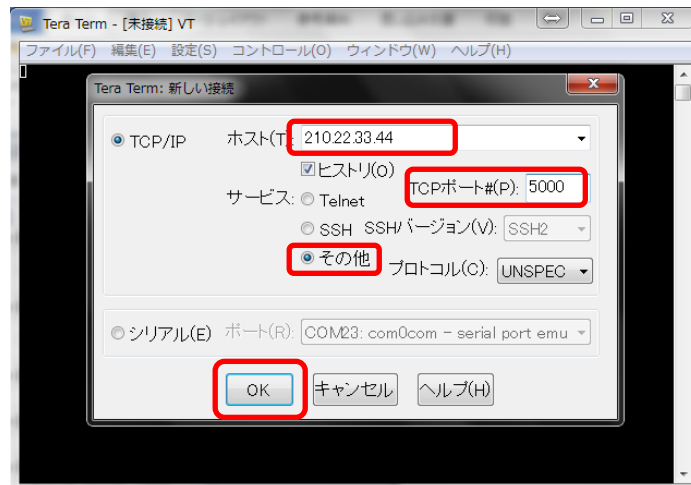 Tera Term - [未接続] VT
ファイル(F) 編集(E) 設定(S) コントロール(O) ウィンドウ(W) ヘルプ(H)
Tera Term: 新しい接続
TCP/IP ホスト(T): 210.22.33.44
ヒストリ(O)
サービス: Telnet TCPポート#(P): 5000
SSH SSHバージョン(V): SSH2
その他 プロトコル(C): UNSPEC
シリアル(E) ポート(R): COM23: com0com - serial port emu
OK キャンセル ヘルプ(H)